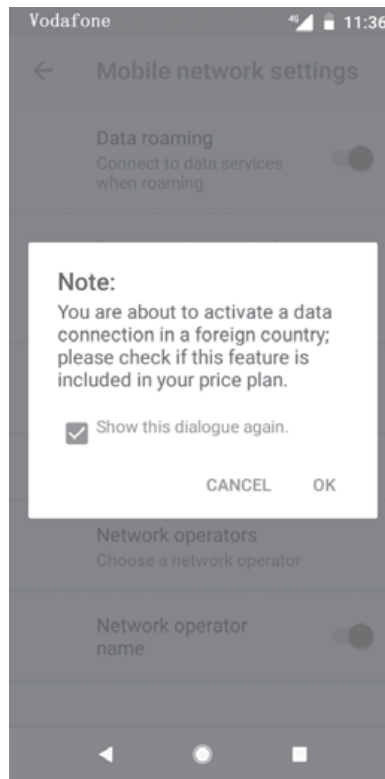 Vodafone
4G 11:36
Mobile network settings
Data roaming
Connect to data services
when roaming
Note:
You are about to activate a data
connection in a foreign country;
please check if this feature is
included in your price plan.
Show this dialogue again.
CANCEL OK
Network operators
Choose a network operator
Network operator
name